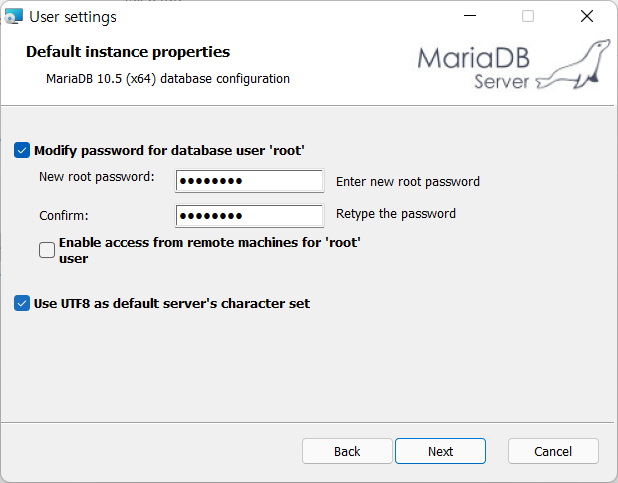 User settings
Default instance properties
MariaDB 10.5 (x64) database configuration
MariaDB
Server
Modify password for database user 'root'
New root password:
●●●●●●●●
Enter new root password
Confirm:
●●●●●●●●
Retype the password
Enable access from remote machines for 'root'
user
Use UTF8 as default server's character set
Back
Next
Cancel